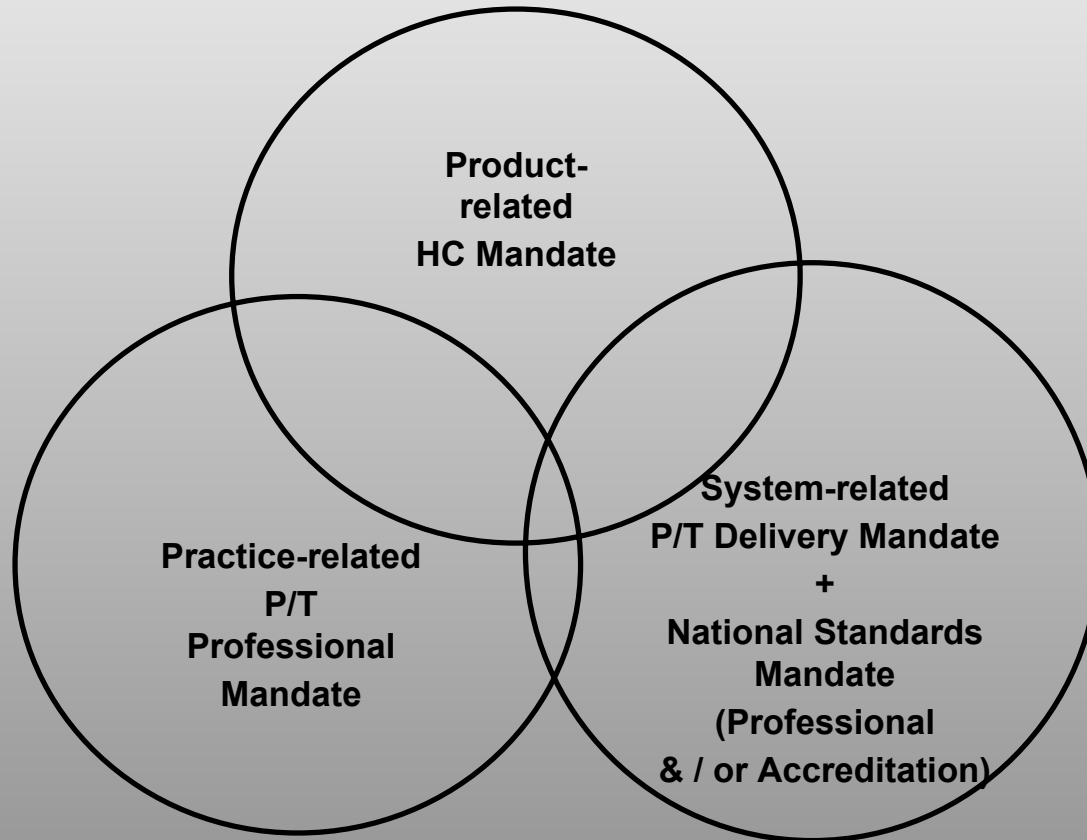 Product-
related
HC Mandate
Practice-related
P/T
Professional
Mandate
System-related
P/T Delivery Mandate
+
National Standards
Mandate
(Professional
& / or Accreditation)